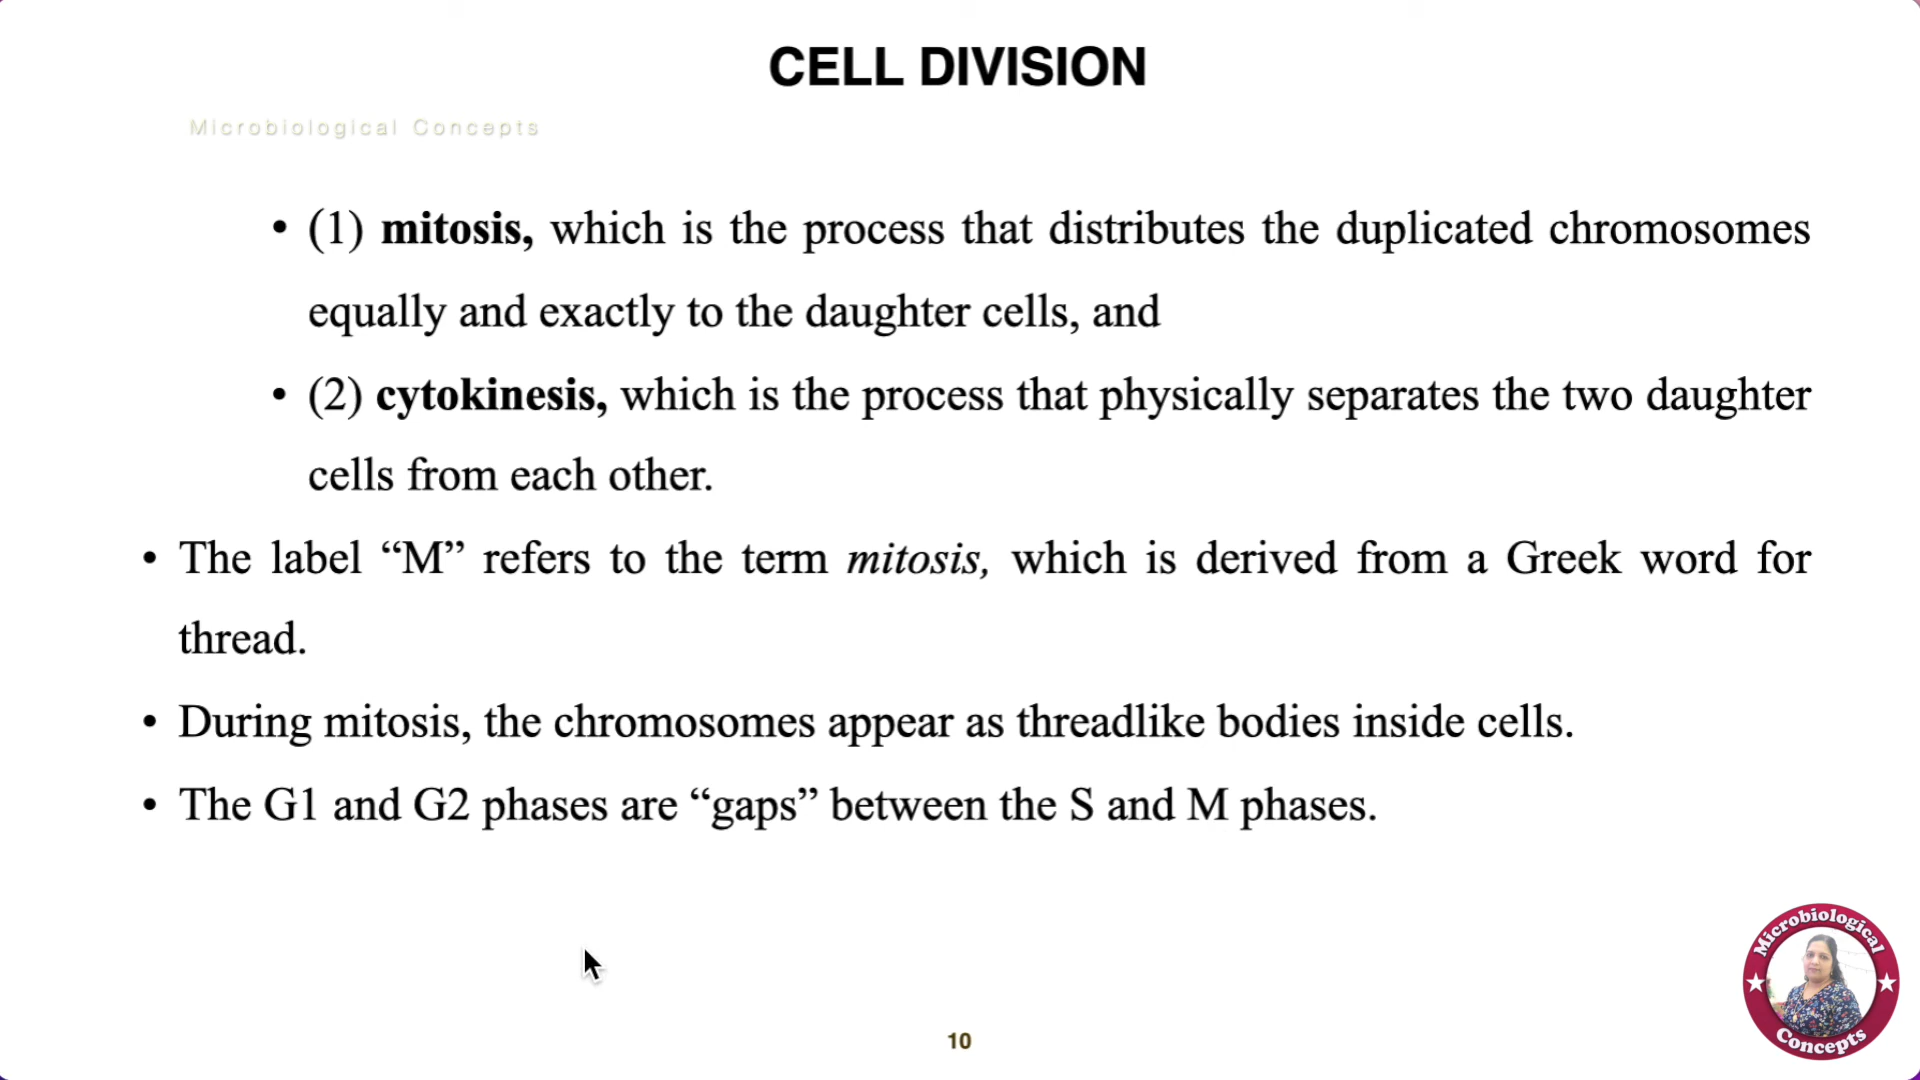 CELL DIVISION
Microbiological Concepts
• (1) mitosis, which is the process that distributes the duplicated chromosomes
equally and exactly to the daughter cells, and
• (2) cytokinesis, which is the process that physically separates the two daughter
cells from each other.
• The label “M” refers to the term mitosis, which is derived from a Greek word for
thread.
• During mitosis, the chromosomes appear as threadlike bodies inside cells.
• The G1 and G2 phases are “gaps” between the S and M phases.
Microbiological
Concepts
10